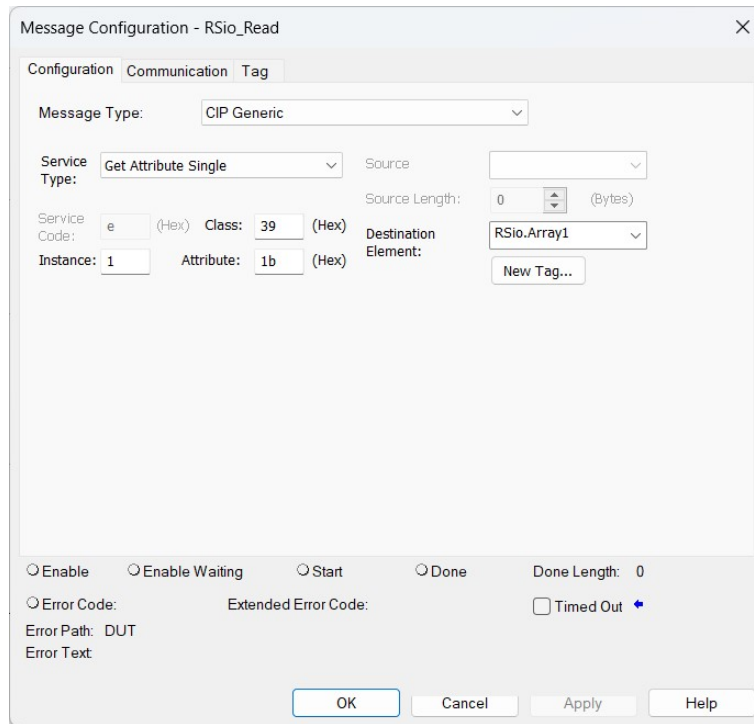 Message Configuration - RSio_Read
Configuration Communication Tag
Message Type: CIP Generic
Service Type: Get Attribute Single Source
Source Length: 0 (Bytes)
Service Code: e (Hex) Class: 39 (Hex) Destination Element: RSio.Array1
Instance: 1 Attribute: 1b (Hex) New Tag...
Enable Enable Waiting Start Done Done Length: 0
Error Code: Extended Error Code: Timed Out
Error Path: DUT
Error Text:
OK Cancel Apply Help